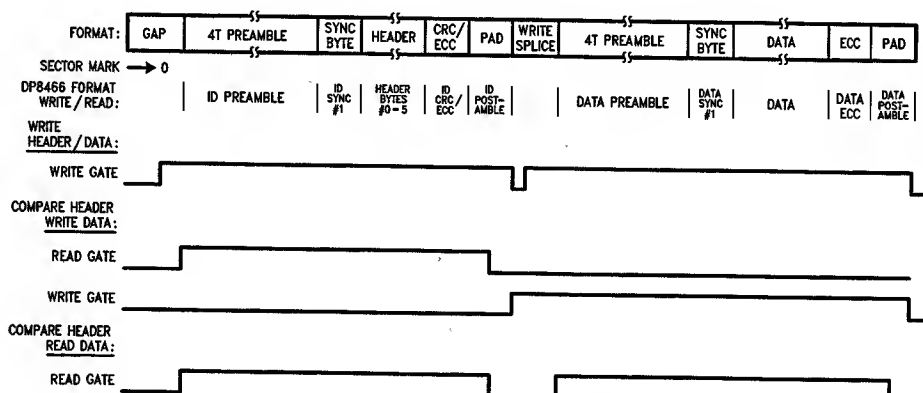 FORMAT: GAP 4T PREAMBLE SYNC BYTE HEADER CRC/ECC PAD WRITE SPLICE 4T PREAMBLE SYNC BYTE DATA ECC PAD
SECTOR MARK 0
DP8466 FORMAT WRITE/READ: ID PREAMBLE ID SYNC #1 HEADER BYTES #0-5 ID CRC/ECC ID POST-AMBLE DATA PREAMBLE DATA SYNC #1 DATA DATA ECC DATA POST-AMBLE
WRITE
HEADER/DATA:
WRITE GATE
COMPARE HEADER
WRITE DATA:
READ GATE
WRITE GATE
COMPARE HEADER
READ DATA:
READ GATE